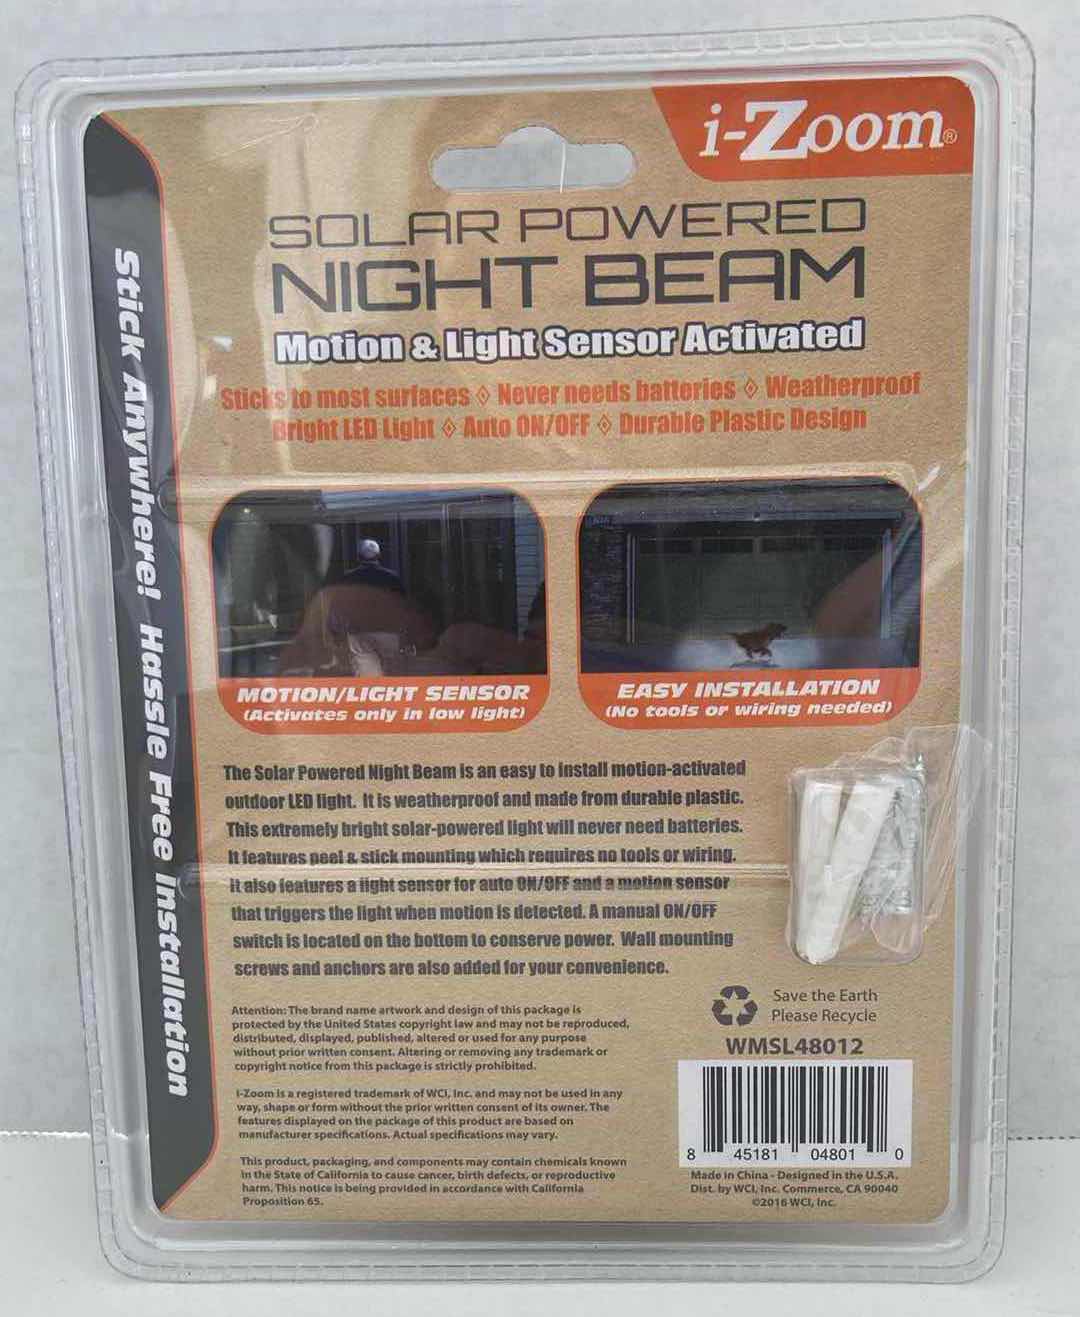 i-Zoom®
SOLAR POWERED
NIGHT BEAM
Motion & Light Sensor Activated
Sticks to most surfaces ◊ Never needs batteries ◊ Weatherproof
Bright LED Light ◊ Auto ON/OFF ◊ Durable Plastic Design
Stick Anywhere! Hassle Free Installation
MOTION/LIGHT SENSOR
(Activates only in low light)
EASY INSTALLATION
(No tools or wiring needed)
The Solar Powered Night Beam is an easy to install motion-activated
outdoor LED light. It is weatherproof and made from durable plastic.
This extremely bright solar-powered light will never need batteries.
It features peel & stick mounting which requires no tools or wiring.
It also features a light sensor for auto ON/OFF and a motion sensor
that triggers the light when motion is detected. A manual ON/OFF
switch is located on the bottom to conserve power. Wall mounting
screws and anchors are also added for your convenience.
Attention: The brand name artwork and design of this package is
protected by the United States copyright law and may not be reproduced,
distributed, displayed, published, altered or used for any purpose
without prior written consent. Altering or removing any trademark or
copyright notice from this package is strictly prohibited.
i-Zoom is a registered trademark of WCI, Inc. and may not be used in any
way, shape or form without the prior written consent of its owner. The
features displayed on the package of this product are based on
manufacturer specifications. Actual specifications may vary.
This product, packaging, and components may contain chemicals known
in the State of California to cause cancer, birth defects, or reproductive
harm. This notice is being provided in accordance with California
Proposition 65.
Save the Earth
Please Recycle
WMSL48012
8 45181 04801 0
Made in China - Designed in the U.S.A.
Dist. by WCI, Inc. Commerce, CA 90040
©2016 WCI, Inc.